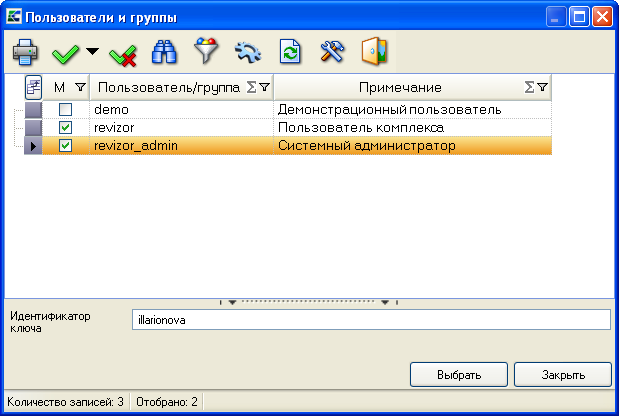 Пользователи и группы
М Пользователь/группа Σ Примечание Σ
demo Демонстрационный пользователь
revizor Пользователь комплекса
revizor_admin Системный администратор
Идентификатор
ключа
illarionova
Выбрать Закрыть
Количество записей: 3 Отобрано: 2